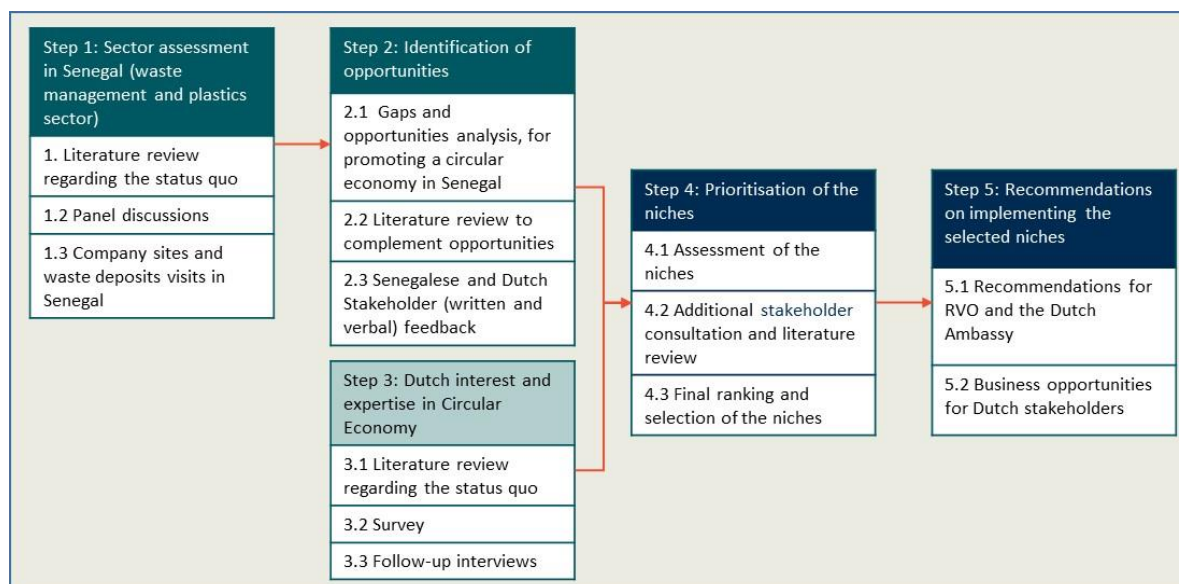 Step 1: Sector assessment
in Senegal (waste
management and plastics
sector)
1. Literature review
regarding the status quo
1.2 Panel discussions
1.3 Company sites and
waste deposits visits in
Senegal
Step 2: Identification of
opportunities
2.1 Gaps and
opportunities analysis, for
promoting a circular
economy in Senegal
2.2 Literature review to
complement opportunities
2.3 Senegalese and Dutch
Stakeholder (written and
verbal) feedback
Step 3: Dutch interest and
expertise in Circular
Economy
3.1 Literature review
regarding the status quo
3.2 Survey
3.3 Follow-up interviews
Step 4: Prioritisation of the
niches
4.1 Assessment of the
niches
4.2 Additional stakeholder
consultation and literature
review
4.3 Final ranking and
selection of the niches
Step 5: Recommendations
on implementing the
selected niches
5.1 Recommendations for
RVO and the Dutch
Ambassy
5.2 Business opportunities
for Dutch stakeholders